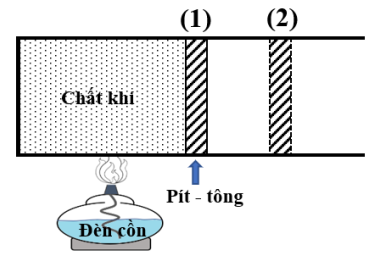 (1) (2)
Chất khí
Pít - tông
Đèn cồn